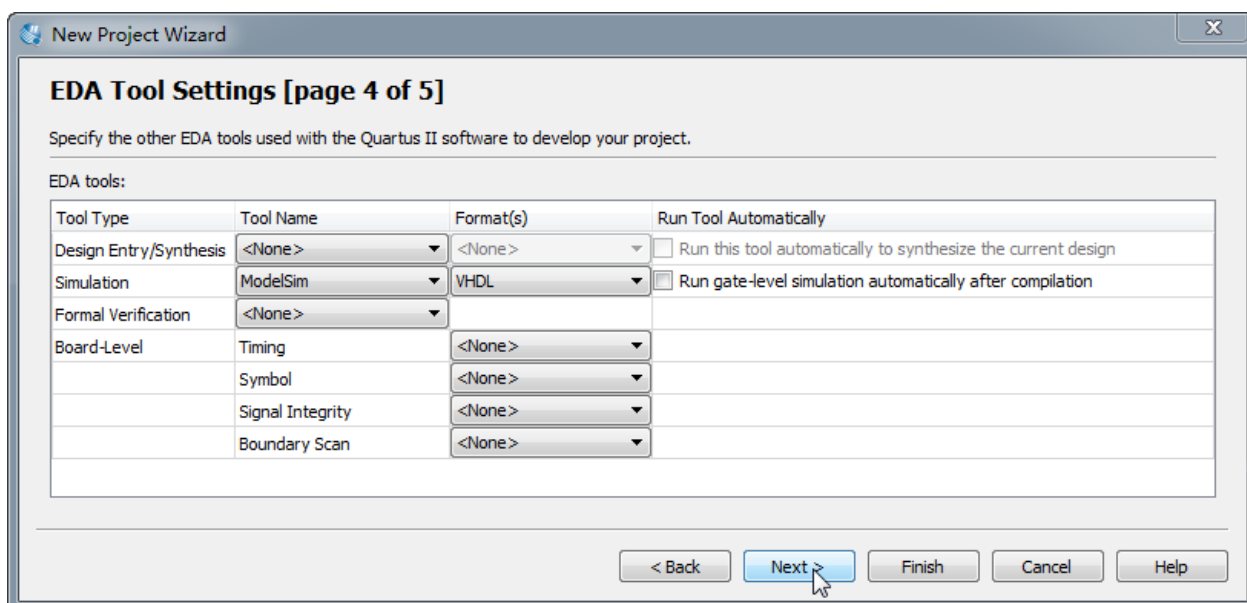 New Project Wizard
EDA Tool Settings [page 4 of 5]
Specify the other EDA tools used with the Quartus II software to develop your project.
EDA tools:
Tool Type Tool Name Format(s) Run Tool Automatically
Design Entry/Synthesis <None> <None> Run this tool automatically to synthesize the current design
Simulation ModelSim VHDL Run gate-level simulation automatically after compilation
Formal Verification <None>
Board-Level Timing <None>
Symbol <None>
Signal Integrity <None>
Boundary Scan <None>
< Back Next > Finish Cancel Help